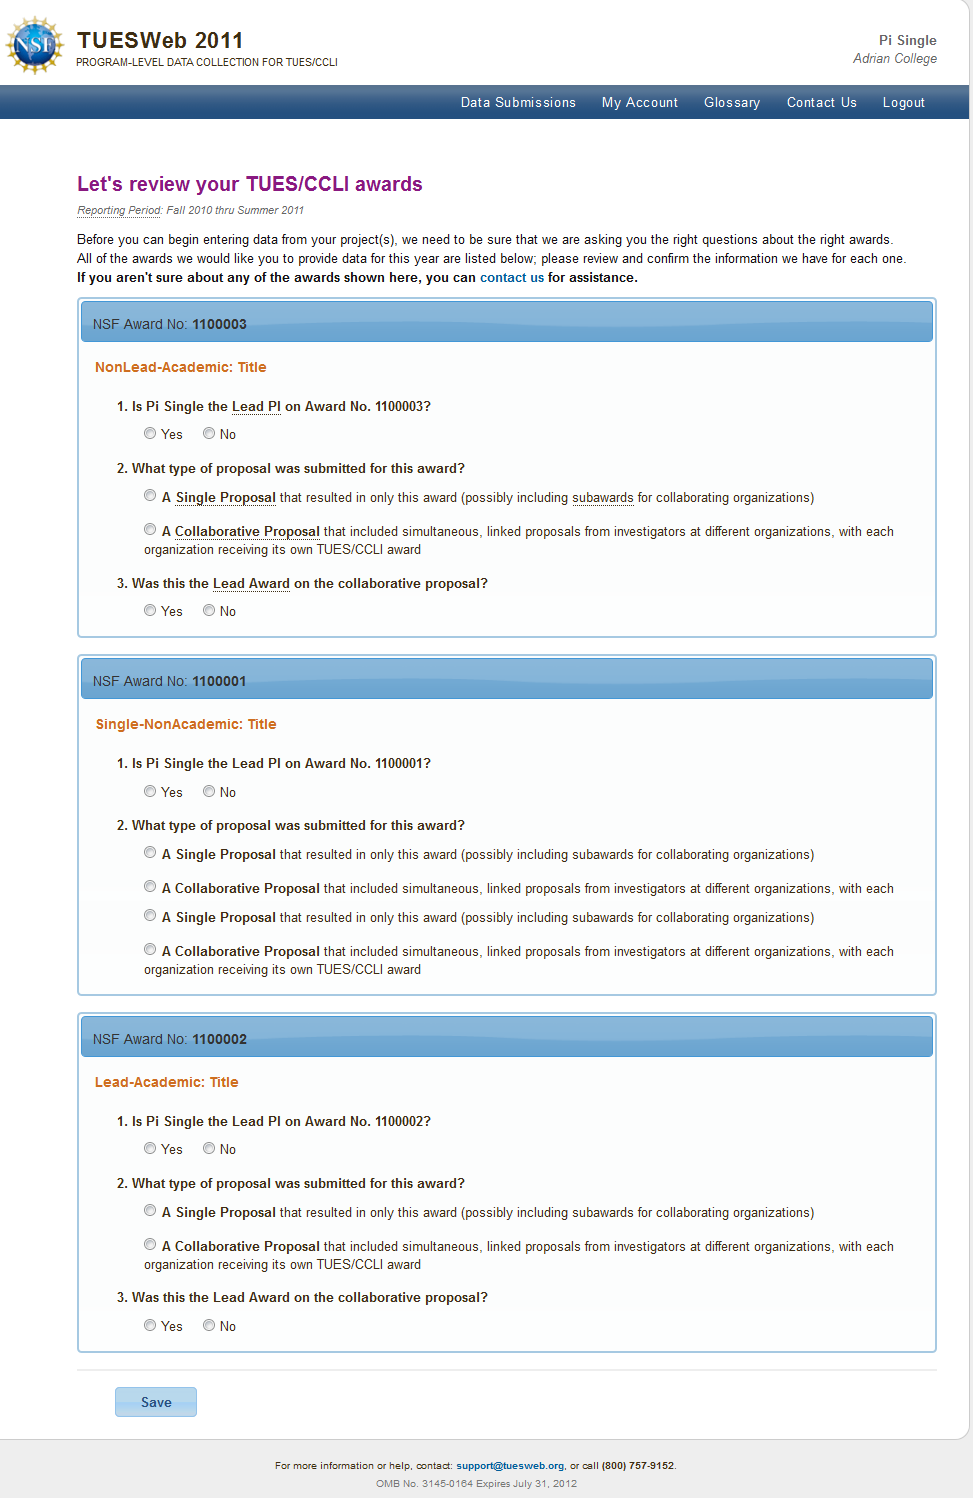 NSF
TUESWeb 2011
PROGRAM-LEVEL DATA COLLECTION FOR TUES/CCLI
Pi Single
Adrian College
Data Submissions My Account Glossary Contact Us Logout
Let's review your TUES/CCLI awards
Reporting Period: Fall 2010 thru Summer 2011
Before you can begin entering data from your project(s), we need to be sure that we are asking you the right questions about the right awards.
All of the awards we would like you to provide data for this year are listed below; please review and confirm the information we have for each one.
If you aren't sure about any of the awards shown here, you can contact us for assistance.
NSF Award No: 1100003
NonLead-Academic: Title
1. Is Pi Single the Lead PI on Award No. 1100003?
Yes No
2. What type of proposal was submitted for this award?
A Single Proposal that resulted in only this award (possibly including subawards for collaborating organizations)
A Collaborative Proposal that included simultaneous, linked proposals from investigators at different organizations, with each
organization receiving its own TUES/CCLI award
3. Was this the Lead Award on the collaborative proposal?
Yes No
NSF Award No: 1100001
Single-NonAcademic: Title
1. Is Pi Single the Lead PI on Award No. 1100001?
Yes No
2. What type of proposal was submitted for this award?
A Single Proposal that resulted in only this award (possibly including subawards for collaborating organizations)
A Collaborative Proposal that included simultaneous, linked proposals from investigators at different organizations, with each
A Single Proposal that resulted in only this award (possibly including subawards for collaborating organizations)
A Collaborative Proposal that included simultaneous, linked proposals from investigators at different organizations, with each
organization receiving its own TUES/CCLI award
NSF Award No: 1100002
Lead-Academic: Title
1. Is Pi Single the Lead PI on Award No. 1100002?
Yes No
2. What type of proposal was submitted for this award?
A Single Proposal that resulted in only this award (possibly including subawards for collaborating organizations)
A Collaborative Proposal that included simultaneous, linked proposals from investigators at different organizations, with each
organization receiving its own TUES/CCLI award
3. Was this the Lead Award on the collaborative proposal?
Yes No
Save
For more information or help, contact: support@tuesweb.org, or call (800) 757-9152.
OMB No. 3145-0164 Expires July 31, 2012